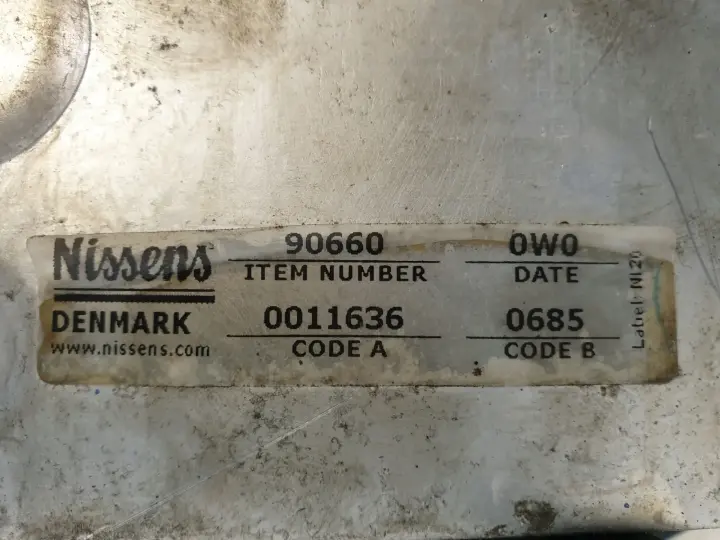 Nissens
DENMARK
www.nissens.com
90660
ITEM NUMBER
0011636
CODE A
0W0
DATE
0685
CODE B
Label: NI20